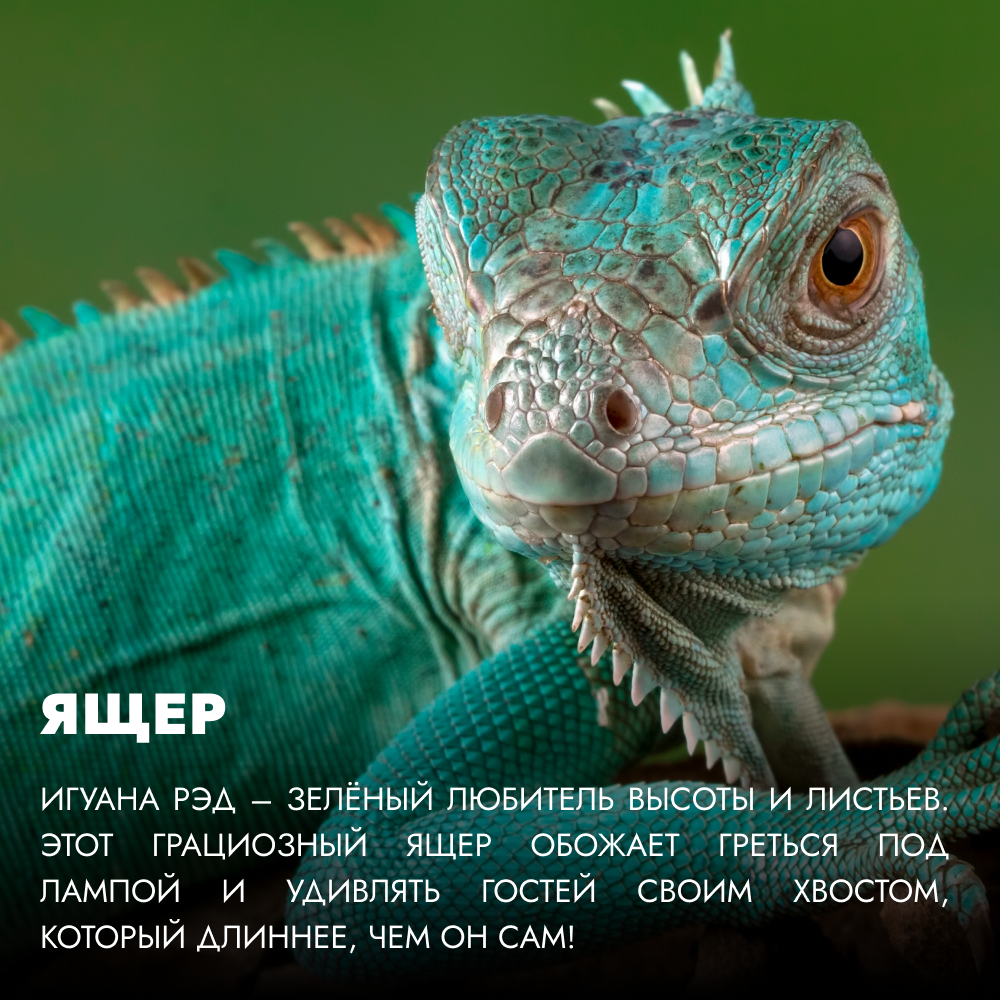 ЯЩЕР
ИГУАНА РЭД – ЗЕЛЁНЫЙ ЛЮБИТЕЛЬ ВЫСОТЫ И ЛИСТЬЕВ.
ЭТОТ ГРАЦИОЗНЫЙ ЯЩЕР ОБОЖАЕТ ГРЕТЬСЯ ПОД
ЛАМПОЙ И УДИВЛЯТЬ ГОСТЕЙ СВОИМ ХВОСТОМ,
КОТОРЫЙ ДЛИННЕЕ, ЧЕМ ОН САМ!